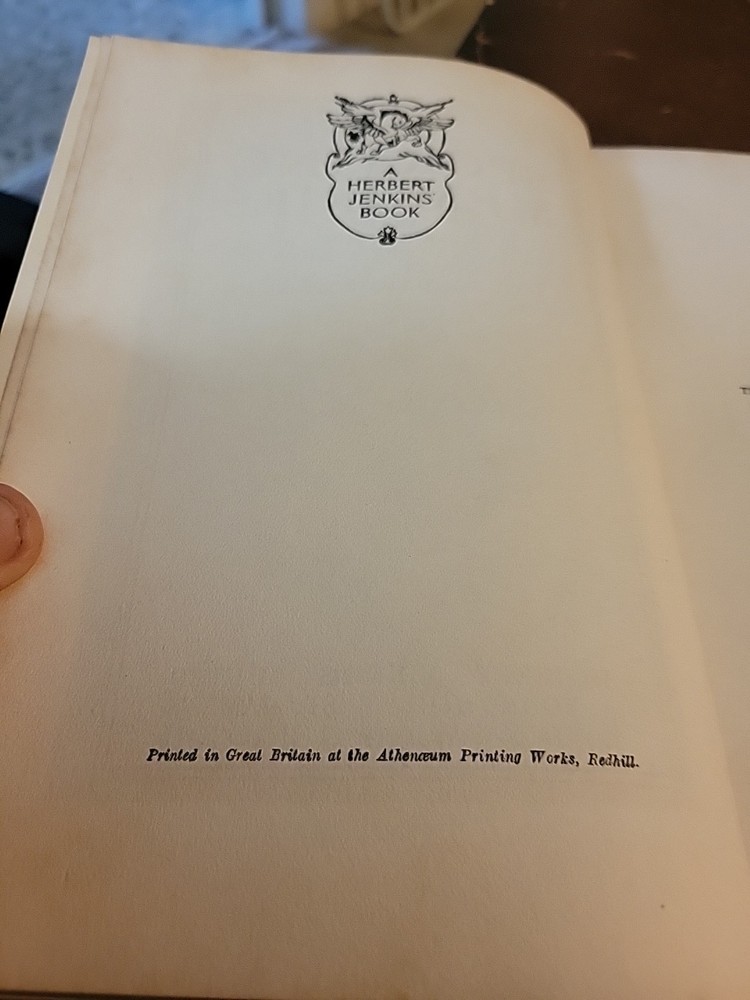 A
HERBERT
JENKINS'
BOOK
Printed in Great Britain at the Athenæum Printing Works, Redhill.